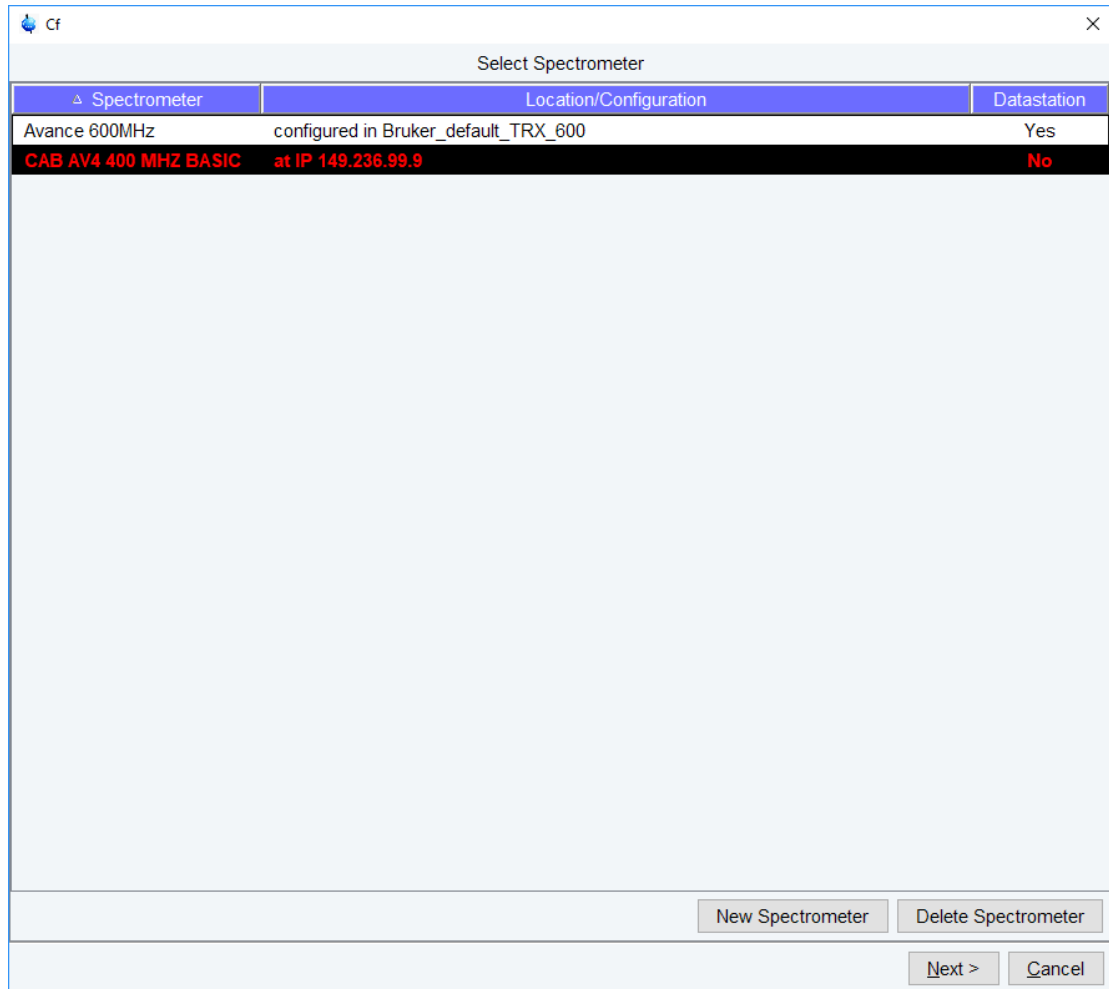 Cf
Select Spectrometer
Spectrometer Location/Configuration Datastation
Avance 600MHz configured in Bruker_default_TRX_600 Yes
CAB AV4 400 MHZ BASIC at IP 149.236.99.9 No
New Spectrometer Delete Spectrometer
Next > Cancel